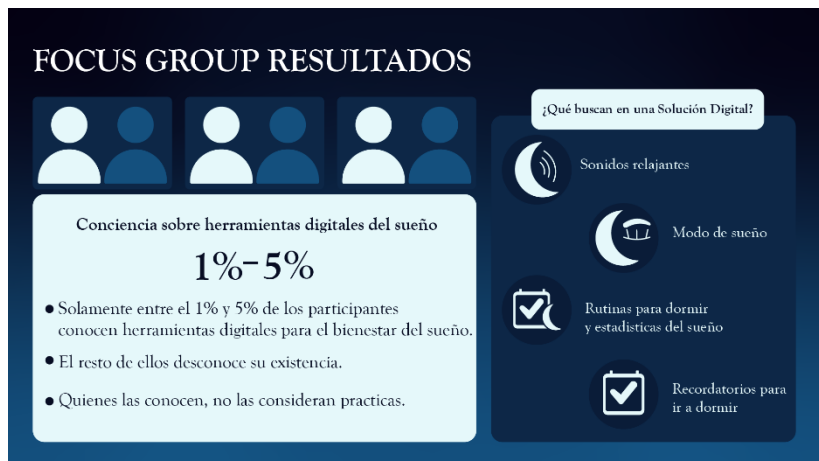 FOCUS GROUP RESULTADOS
Conciencia sobre herramientas digitales del sueño
1%-5%
● Solamente entre el 1% y 5% de los participantes
conocen herramientas digitales para el bienestar del sueño.
● El resto de ellos desconoce su existencia.
● Quienes las conocen, no las consideran practicas.
¿Qué buscan en una Solución Digital?
Sonidos relajantes
Modo de sueño
Rutinas para dormir
y estadisticas del sueño
Recordatorios para
ir a dormir